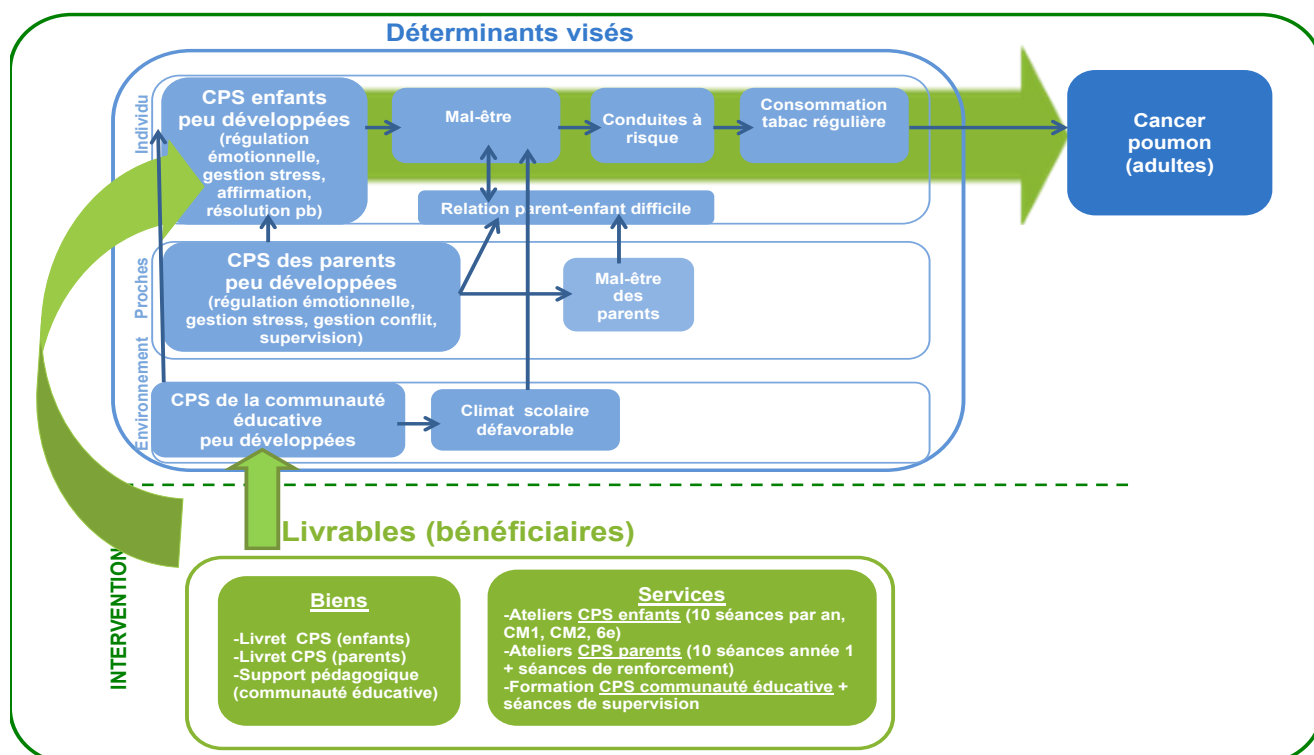 Déterminants visés
Individu
CPS enfants
peu développées
(régulation
émotionnelle,
gestion stress,
affirmation,
résolution pb)
Mal-être
Conduites à
risque
Consommation
tabac régulière
Cancer
poumon
(adultes)
Relation parent-enfant difficile
Proches
CPS des parents
peu développées
(régulation émotionnelle,
gestion stress, gestion conflit,
supervision)
Mal-être
des
parents
Environnement
CPS de la communauté
éducative
peu développées
Climat scolaire
défavorable
INTERVENTION
Livrables (bénéficiaires)
Biens
-Livret CPS (enfants)
-Livret CPS (parents)
-Support pédagogique
(communauté éducative)
Services
-Ateliers CPS enfants (10 séances par an,
CM1, CM2, 6e)
-Ateliers CPS parents (10 séances année 1
+ séances de renforcement)
-Formation CPS communauté éducative +
séances de supervision